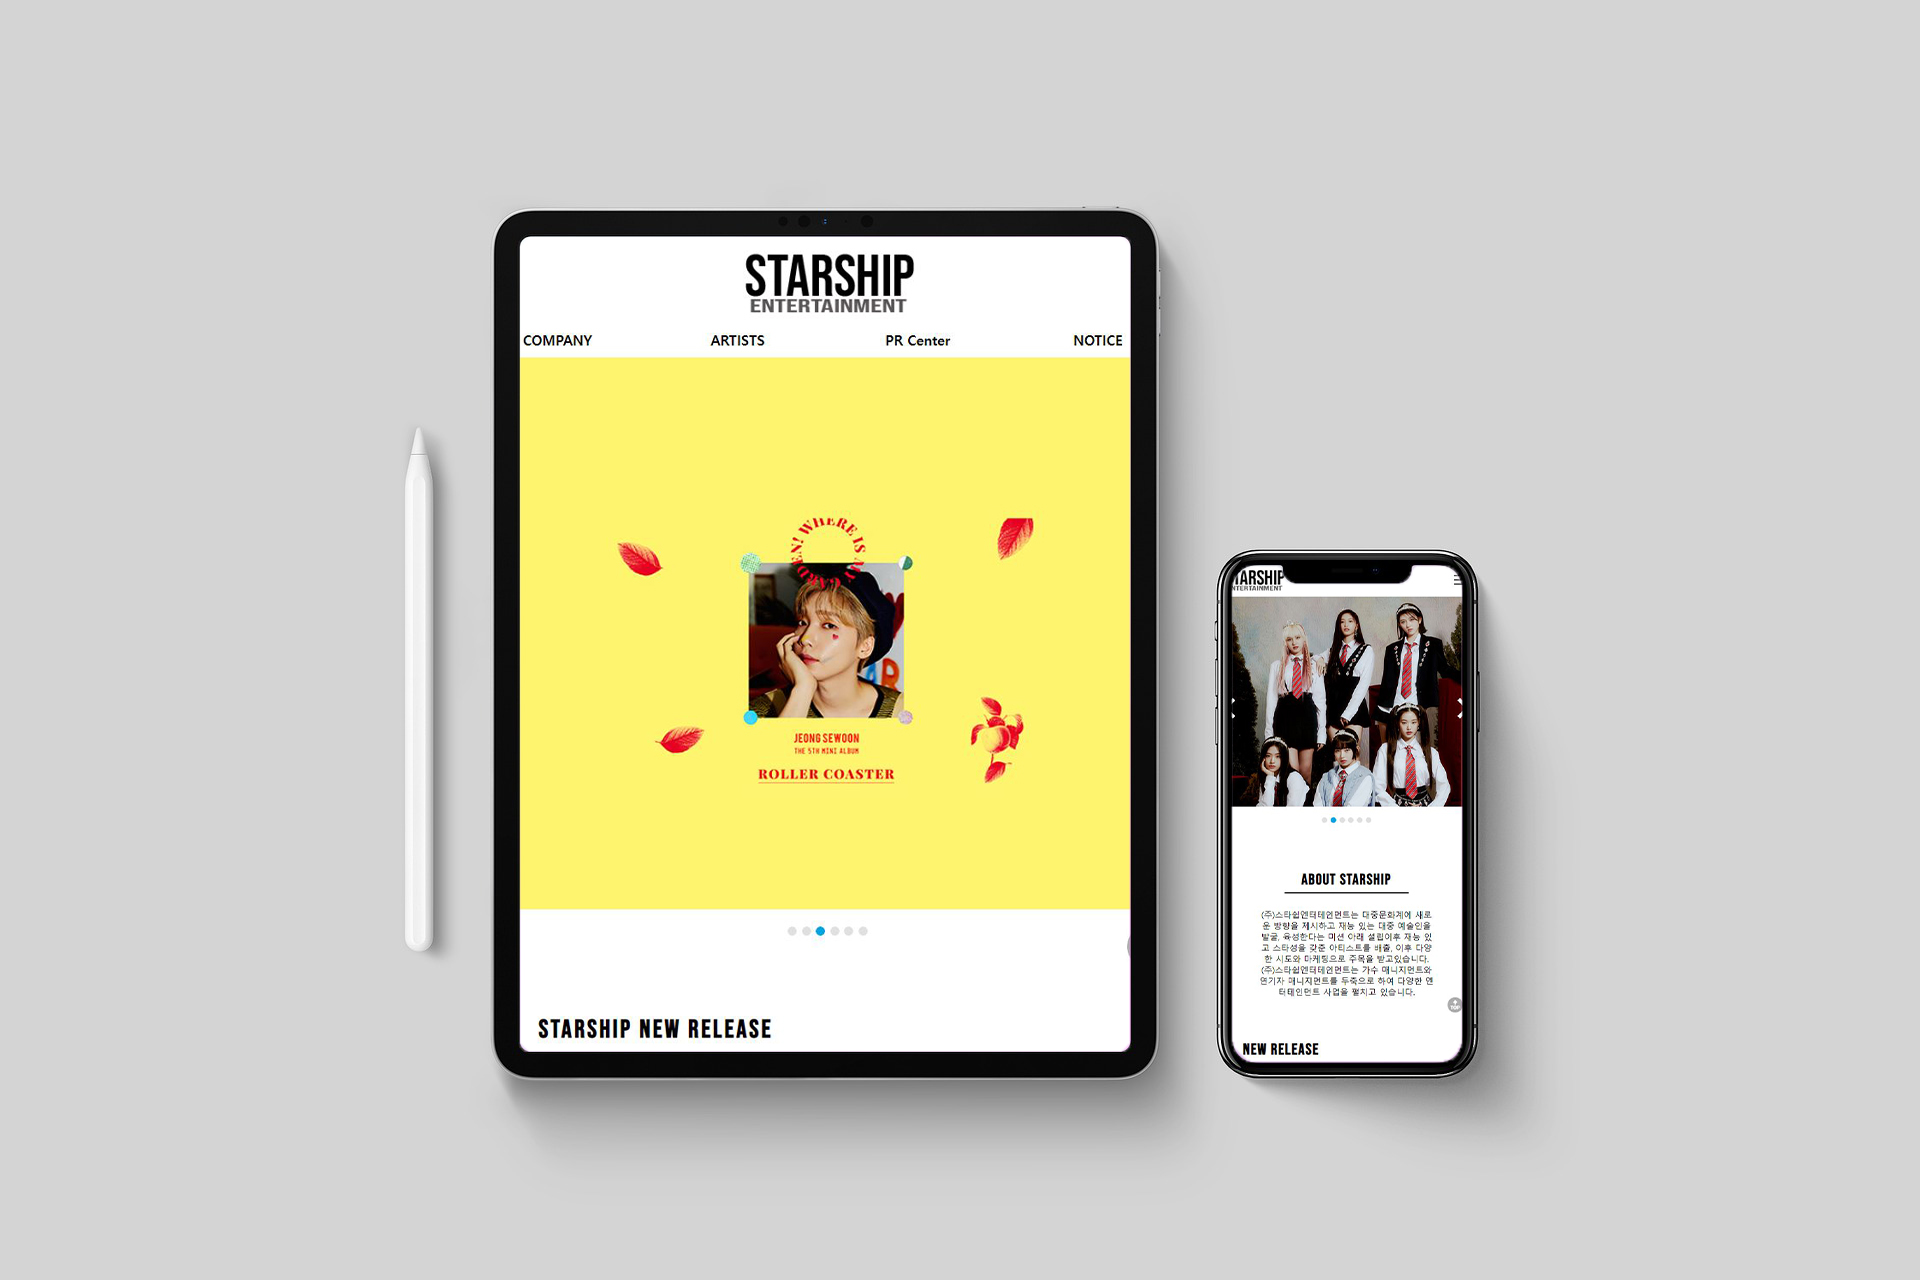 STARSHIP
ENTERTAINMENT
COMPANY ARTISTS PR Center NOTICE
WHERE IS MY GARDEN!
JEONG SEWOON
THE 5TH MINI ALBUM
ROLLER COASTER
STARSHIP NEW RELEASE
TARSHIP
NTERTAINMENT
ABOUT STARSHIP
(주)스타쉽엔터테인먼트는 대중문화계에 새로
운 방향을 제시하고 재능 있는 대중 예술인을
발굴, 육성한다는 미션 아래 설립이후 재능 있
고 스타성을 갖춘 아티스트를 배출, 이후 다양
한 시도와 마케팅으로 주목을 받고있습니다.
(주)스타쉽엔터테인먼트는 가수 매니지먼트와
연기자 매니지먼트를 두축으로 하여 다양한 엔
터테인먼트 사업을 펼치고 있습니다.
TOP
NEW RELEASE